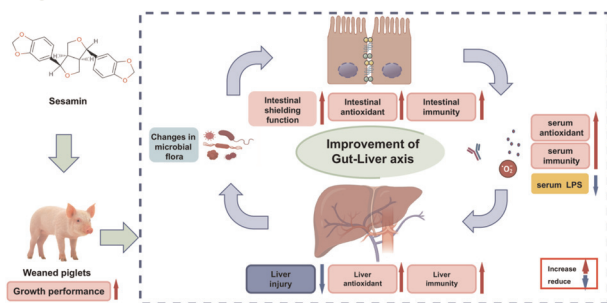 O
O
H
O
H
O
O
O
Sesamin
Weaned piglets
Growth performance
Changes in
microbial
flora
Intestinal
shielding
function
Intestinal
antioxidant
Intestinal
immunity
Improvement of
Gut-Liver axis
serum
antioxidant
serum
immunity
serum LPS
O₂
Liver
injury
Liver
antioxidant
Liver
immunity
Increase
reduce